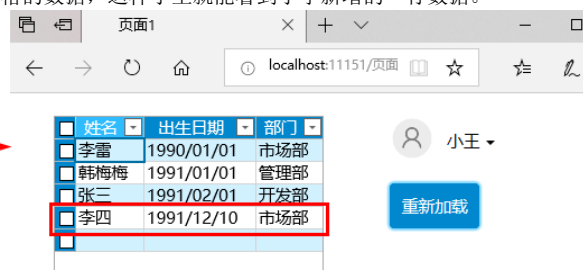 页面1
localhost:11151/页面
姓名 出生日期 部门
小王
李雷 1990/01/01 市场部
韩梅梅 1991/01/01 管理部
张三 1991/02/01 开发部
重新加载
李四 1991/12/10 市场部